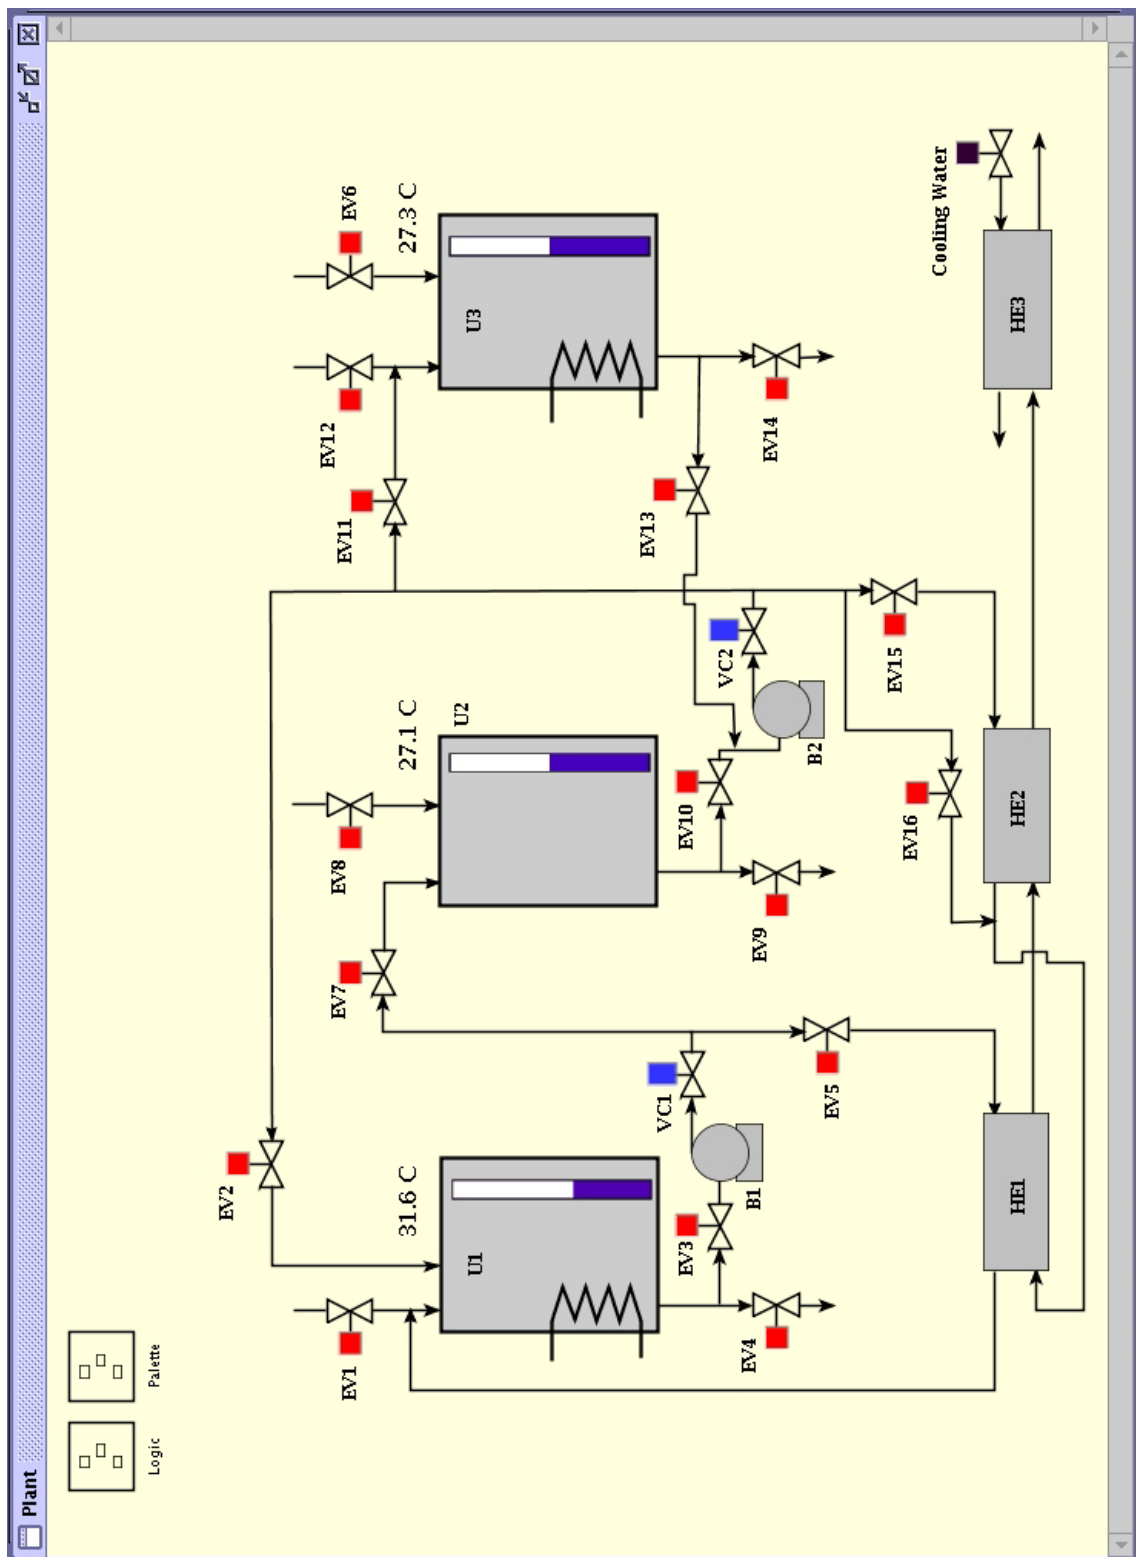 Plant
Logic
Palette
EV2
EV1
EV12
EV6
EV8
EV11
EV7
31.6 C
27.1 C
27.3 C
U1
U2
U3
EV3
VC1
EV10
VC2
EV13
EV4
B1
EV9
B2
EV14
EV5
EV16
EV15
Cooling Water
HE1
HE2
HE3